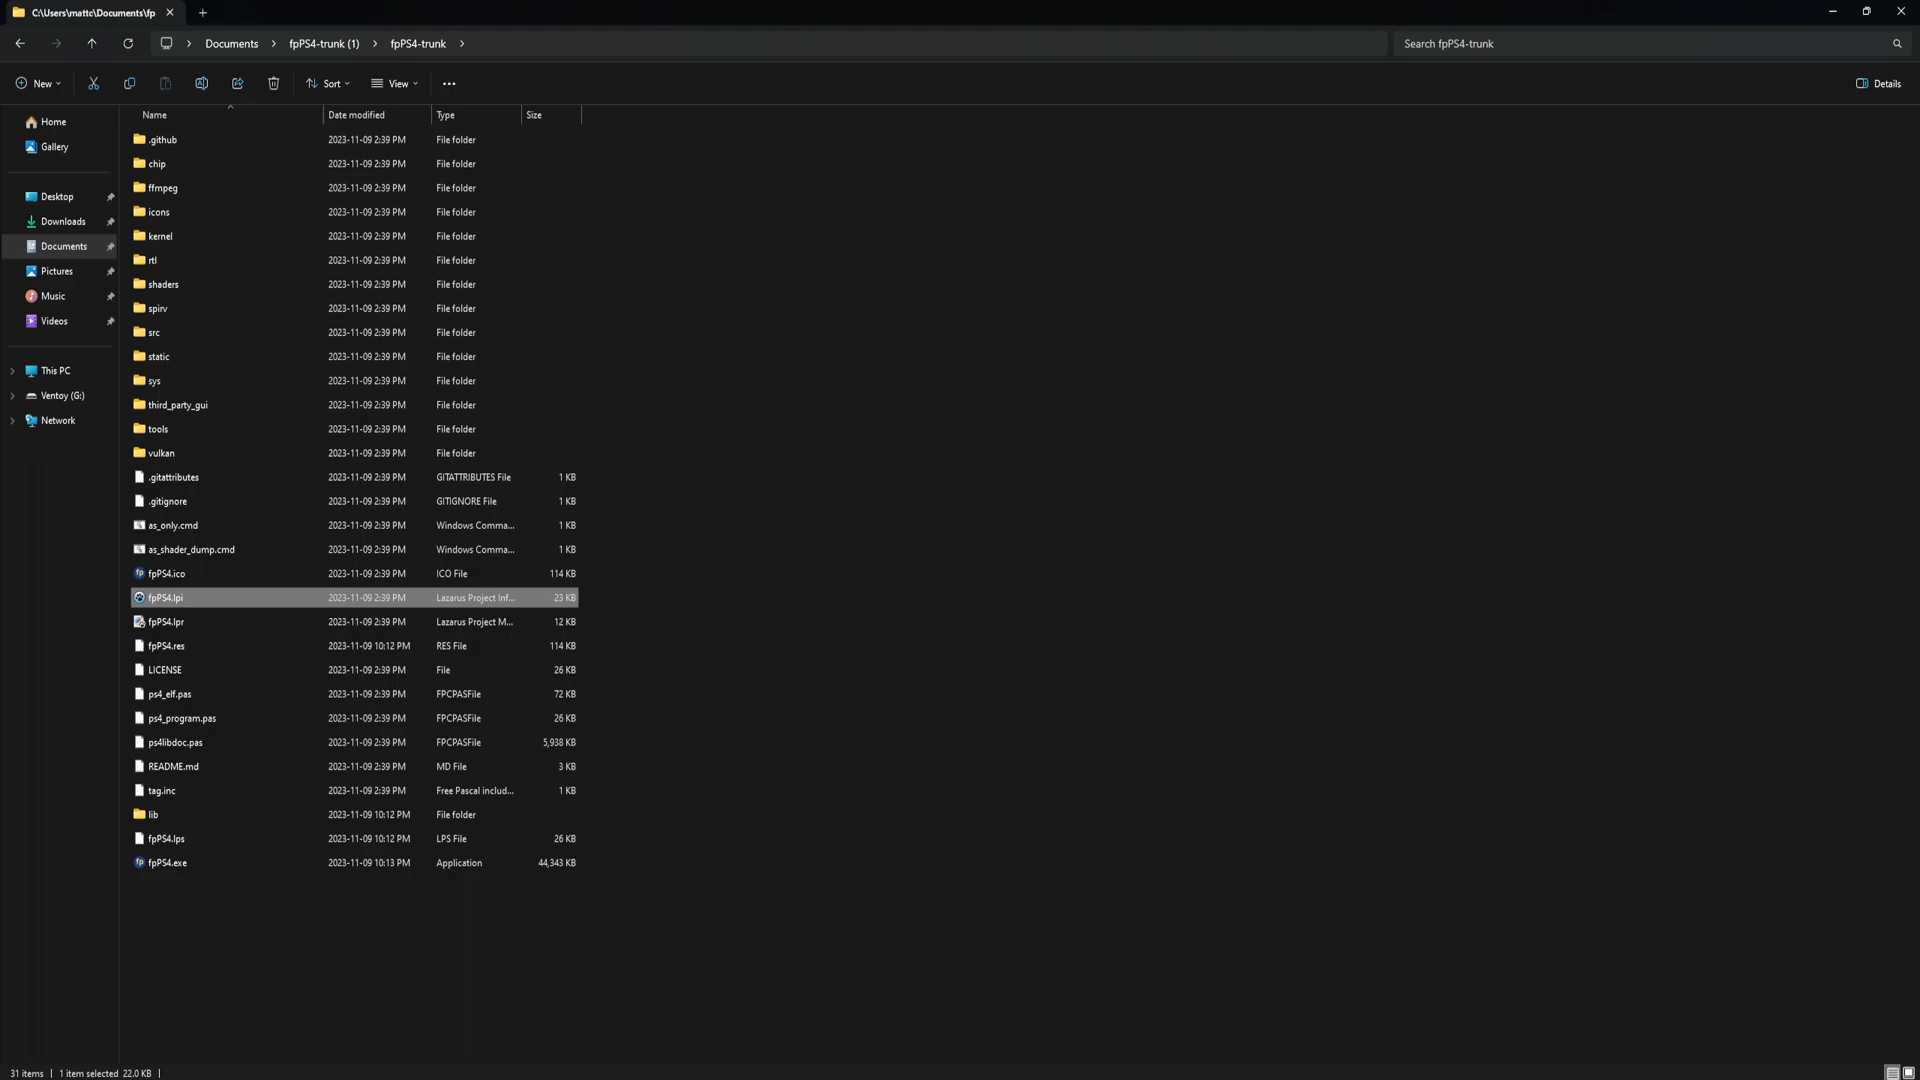 C:\Users\mattc\Documents\fp
Documents fpPS4-trunk (1) fpPS4-trunk
Search fpPS4-trunk
New Sort View Details
Name Date modified Type Size
Home
Gallery
Desktop
Downloads
Documents
Pictures
Music
Videos
This PC
Ventoy (G:)
Network
.github 2023-11-09 2:39 PM File folder
chip 2023-11-09 2:39 PM File folder
ffmpeg 2023-11-09 2:39 PM File folder
icons 2023-11-09 2:39 PM File folder
kernel 2023-11-09 2:39 PM File folder
rtl 2023-11-09 2:39 PM File folder
shaders 2023-11-09 2:39 PM File folder
spirv 2023-11-09 2:39 PM File folder
src 2023-11-09 2:39 PM File folder
static 2023-11-09 2:39 PM File folder
sys 2023-11-09 2:39 PM File folder
third_party_gui 2023-11-09 2:39 PM File folder
tools 2023-11-09 2:39 PM File folder
vulkan 2023-11-09 2:39 PM File folder
.gitattributes 2023-11-09 2:39 PM GITATTRIBUTES File 1 KB
.gitignore 2023-11-09 2:39 PM GITIGNORE File 1 KB
as_only.cmd 2023-11-09 2:39 PM Windows Comma... 1 KB
as_shader_dump.cmd 2023-11-09 2:39 PM Windows Comma... 1 KB
fpPS4.ico 2023-11-09 2:39 PM ICO File 114 KB
fpPS4.lpi 2023-11-09 2:39 PM Lazarus Project Inf... 23 KB
fpPS4.lpr 2023-11-09 2:39 PM Lazarus Project M... 12 KB
fpPS4.res 2023-11-09 10:12 PM RES File 114 KB
LICENSE 2023-11-09 2:39 PM File 26 KB
ps4_elf.pas 2023-11-09 2:39 PM FPCPASFile 72 KB
ps4_program.pas 2023-11-09 2:39 PM FPCPASFile 26 KB
ps4libdoc.pas 2023-11-09 2:39 PM FPCPASFile 5,938 KB
README.md 2023-11-09 2:39 PM MD File 3 KB
tag.inc 2023-11-09 2:39 PM Free Pascal includ... 1 KB
lib 2023-11-09 10:12 PM File folder
fpPS4.lps 2023-11-09 10:12 PM LPS File 26 KB
fpPS4.exe 2023-11-09 10:13 PM Application 44,343 KB
31 items 1 item selected 22.0 KB